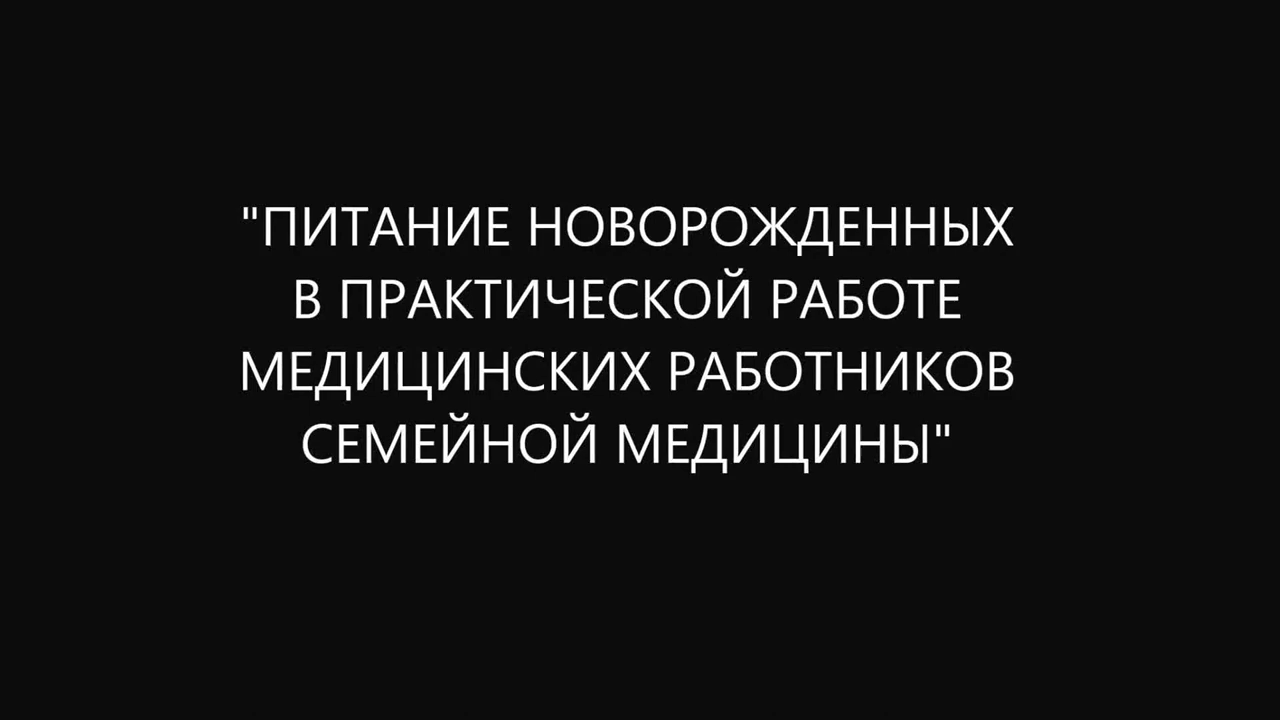 "ПИТАНИЕ НОВОРОЖДЕННЫХ
В ПРАКТИЧЕСКОЙ РАБОТЕ
МЕДИЦИНСКИХ РАБОТНИКОВ
СЕМЕЙНОЙ МЕДИЦИНЫ"